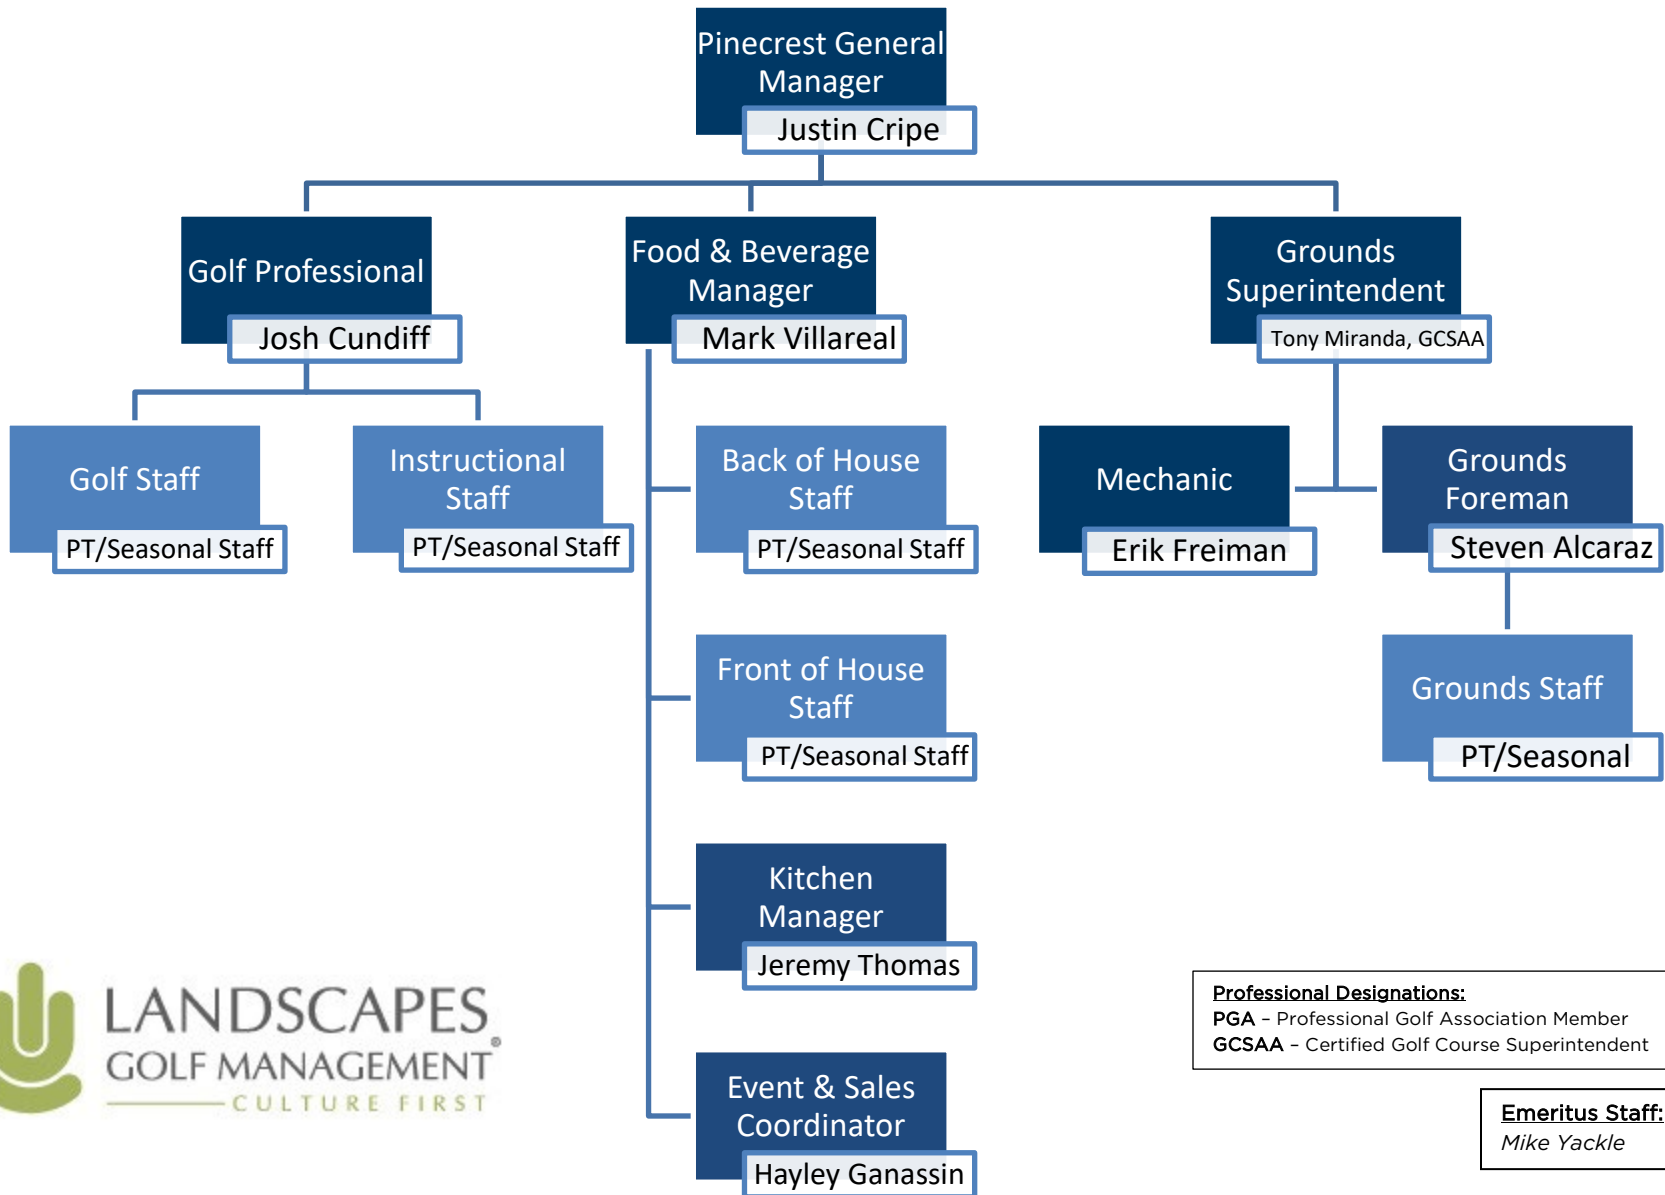 Pinecrest General
Manager
Justin Cripe
Golf Professional
Josh Cundiff
Food & Beverage
Manager
Mark Villareal
Grounds
Superintendent
Tony Miranda, GCSAA
Golf Staff
PT/Seasonal Staff
Instructional
Staff
PT/Seasonal Staff
Back of House
Staff
PT/Seasonal Staff
Mechanic
Erik Freiman
Grounds
Foreman
Steven Alcaraz
Front of House
Staff
PT/Seasonal Staff
Grounds Staff
PT/Seasonal
Kitchen
Manager
Jeremy Thomas
Event & Sales
Coordinator
Hayley Ganassin
LANDSCAPES
GOLF MANAGEMENT®
CULTURE FIRST
Professional Designations:
PGA – Professional Golf Association Member
GCSAA – Certified Golf Course Superintendent
Emeritus Staff:
Mike Yackle